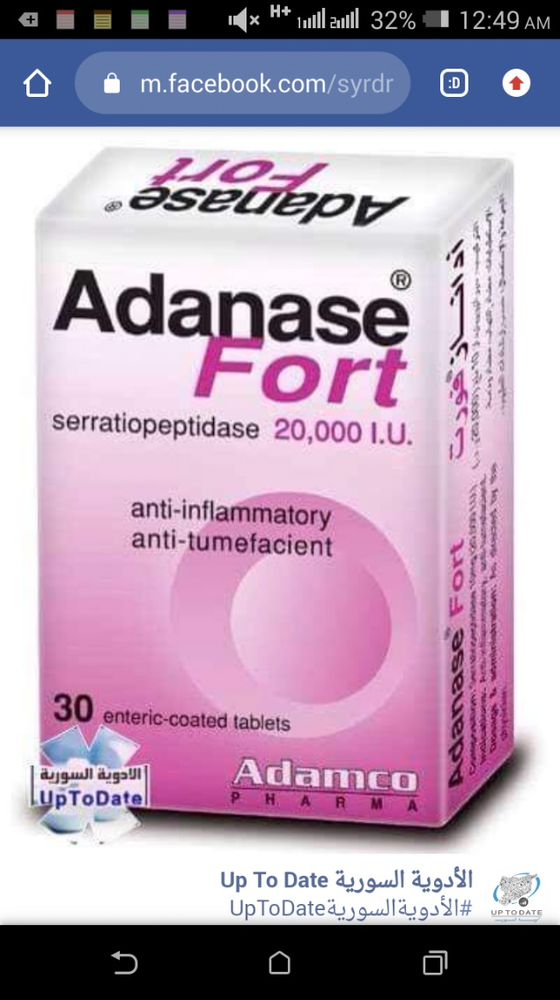 H+
32%
12:49 AM
m.facebook.com/syrdr
:D
Adanase
Fort
Adanase®
Fort
serratiopeptidase 20,000 I.U.
anti-inflammatory
anti-tumefacient
30 enteric-coated tablets
Adamco
PHARMA
أدانــاز® فورت
Adanase® Fort
الادوية السورية
UpToDate
الأدوية السورية Up To Date
#الأدويةالسوريةUpToDate
UP TO DATE